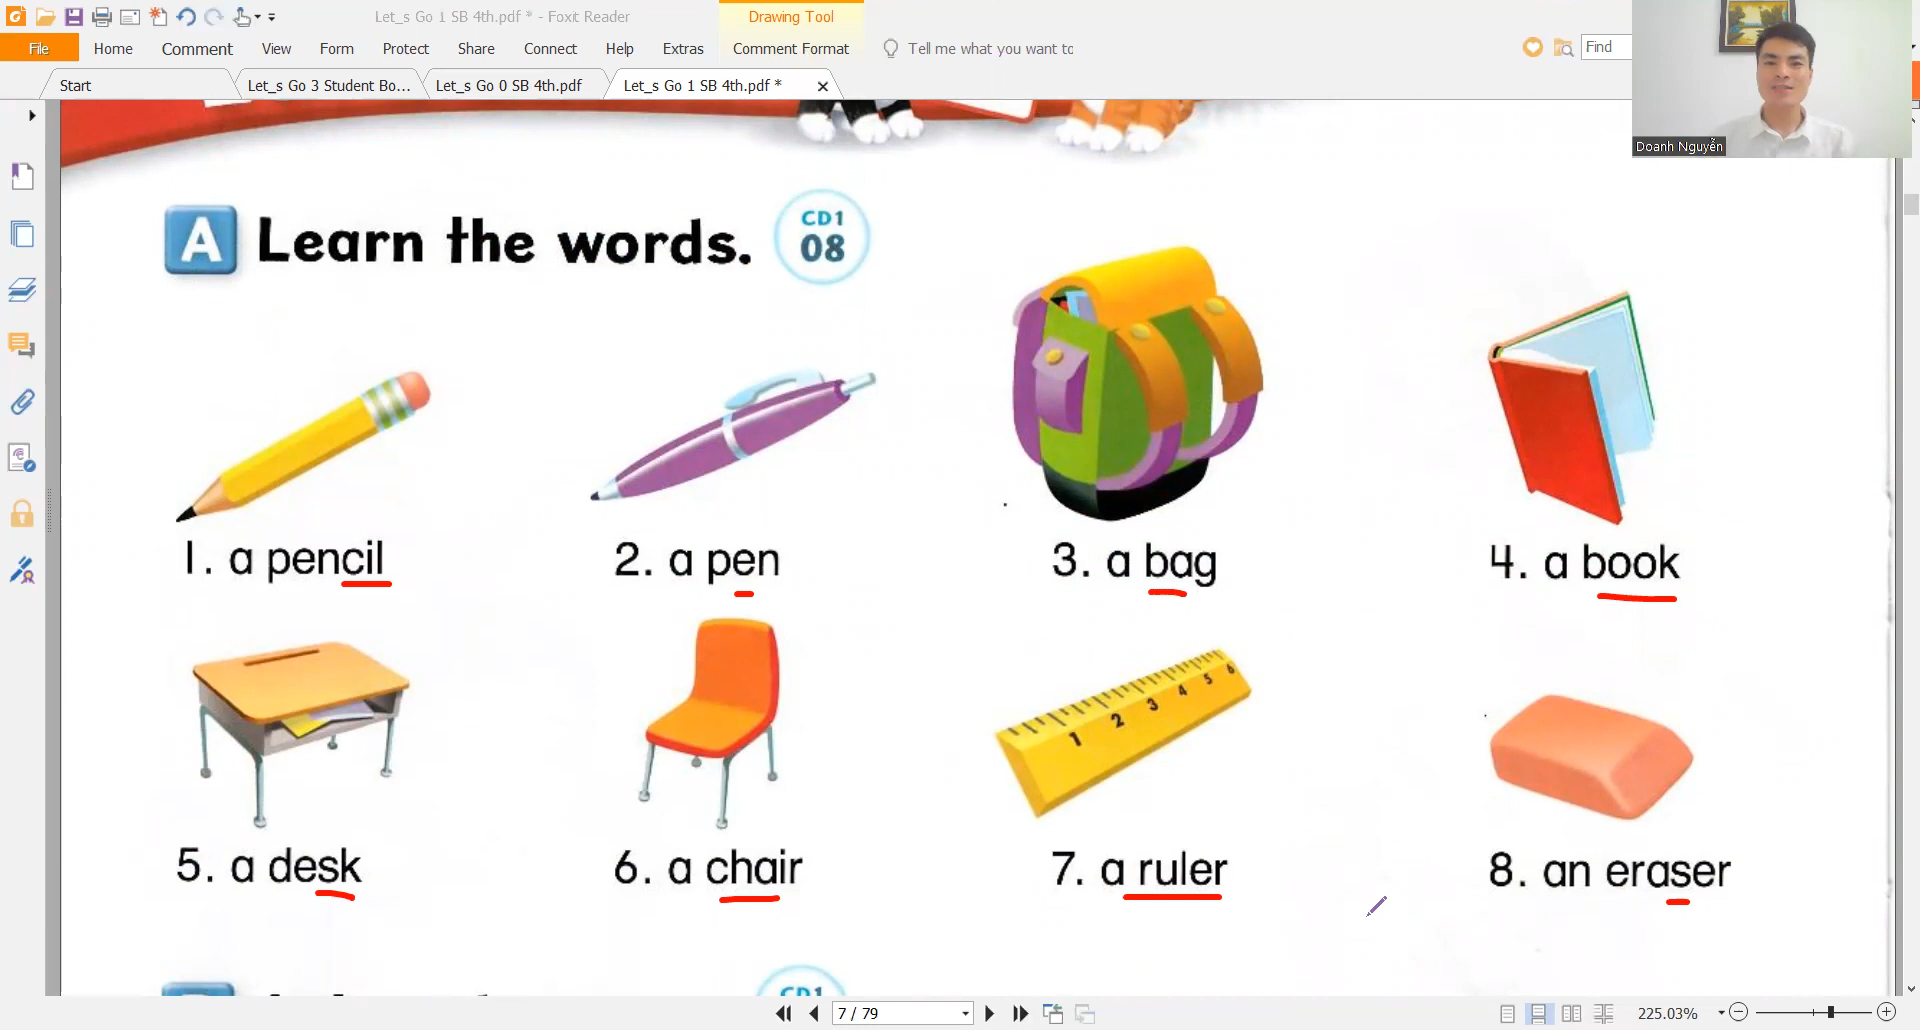 Let_s Go 1 SB 4th.pdf * - Foxit Reader
Drawing Tool
File Home Comment View Form Protect Share Connect Help Extras Comment Format Tell me what you want to Find
Start Let_s Go 3 Student Bo... Let_s Go 0 SB 4th.pdf Let_s Go 1 SB 4th.pdf *
Doanh Nguyễn
A Learn the words. CD1 08
1. a pencil 2. a pen 3. a bag 4. a book
1 2 3 4 5 6
5. a desk 6. a chair 7. a ruler 8. an eraser
CD1
7 / 79 225.03%